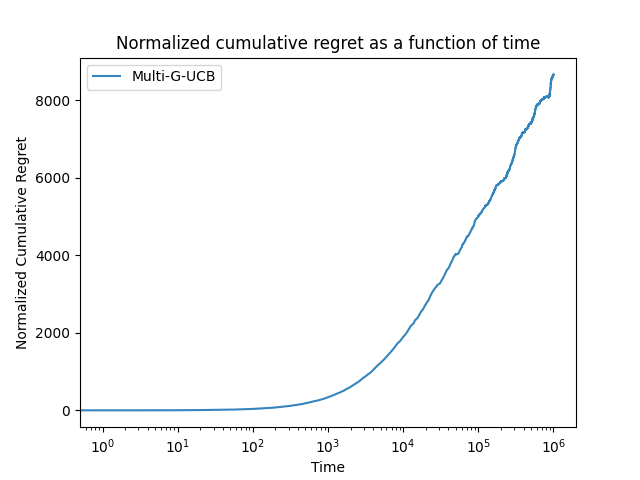 Normalized cumulative regret as a function of time
Multi-G-UCB
Normalized Cumulative Regret
8000
6000
4000
2000
0
10^0 10^1 10^2 10^3 10^4 10^5 10^6
Time